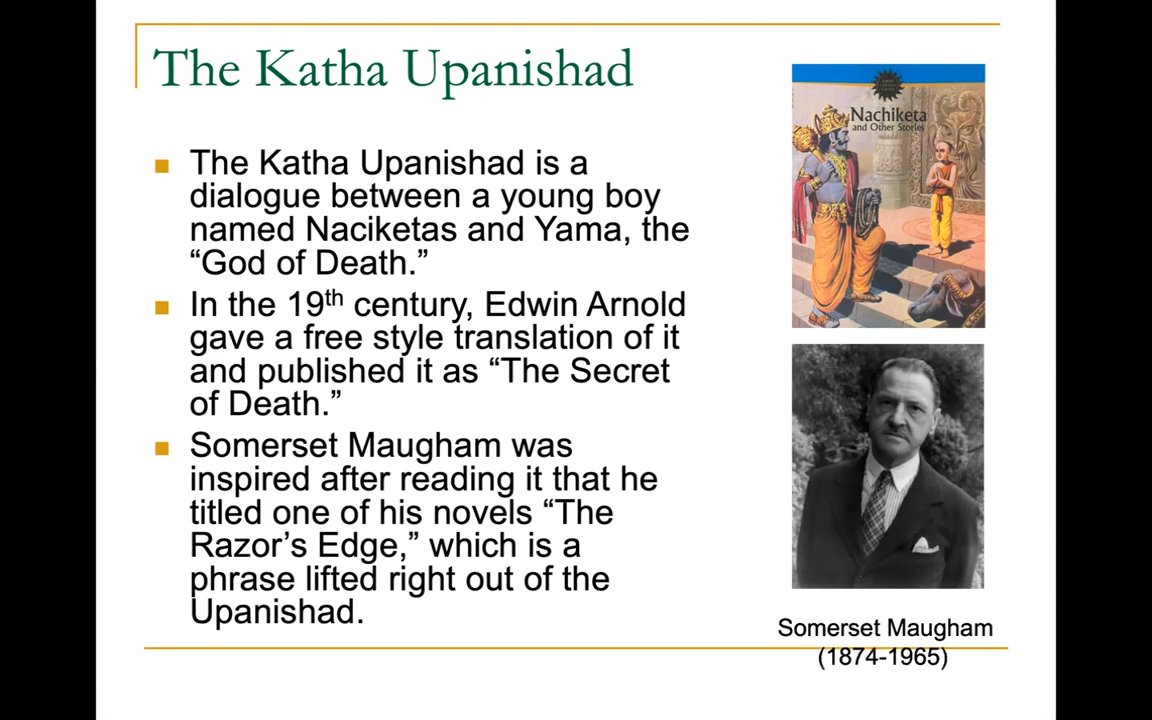 The Katha Upanishad
The Katha Upanishad is a
dialogue between a young boy
named Naciketas and Yama, the
“God of Death.”
In the 19th century, Edwin Arnold
gave a free style translation of it
and published it as “The Secret
of Death.”
Somerset Maugham was
inspired after reading it that he
titled one of his novels “The
Razor’s Edge,” which is a
phrase lifted right out of the
Upanishad.
Nachiketa
and Other Stories
Somerset Maugham
(1874-1965)